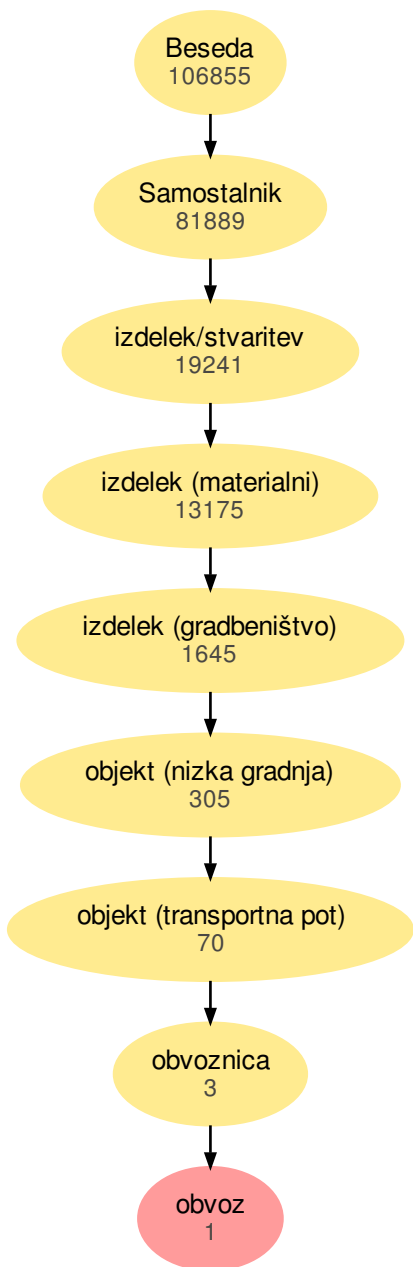 Beseda
106855
Samostalnik
81889
izdelek/stvaritev
19241
izdelek (materialni)
13175
izdelek (gradbeništvo)
1645
objekt (nizka gradnja)
305
objekt (transportna pot)
70
obvoznica
3
obvoz
1